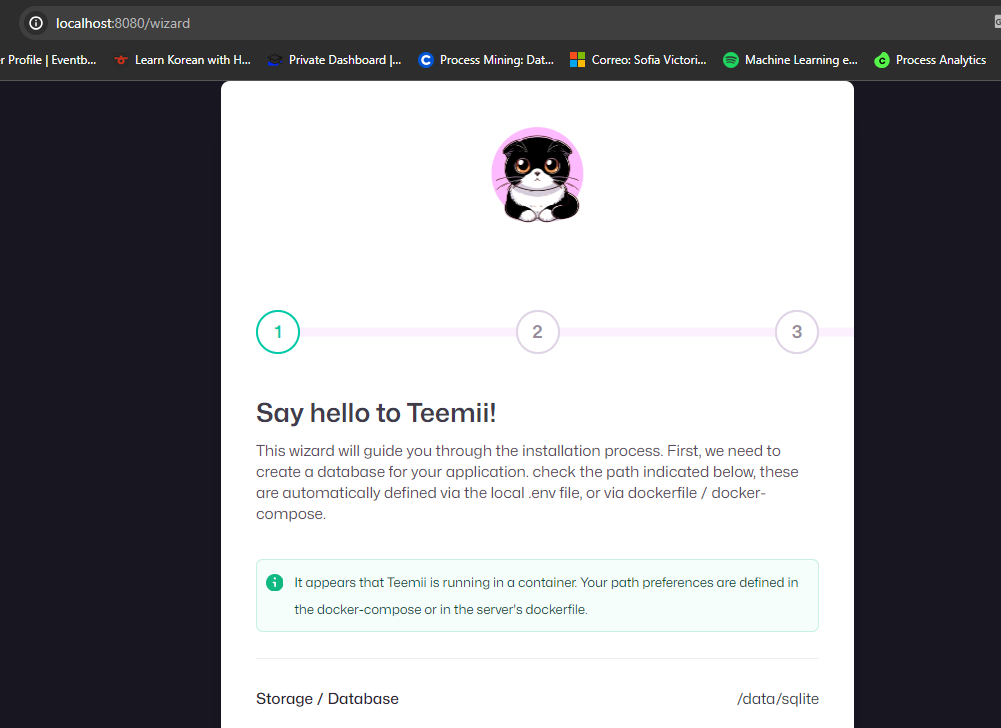 localhost:8080/wizard
r Profile | Eventb... Learn Korean with H... Private Dashboard |... Process Mining: Dat... Correo: Sofia Victori... Machine Learning e... Process Analytics
1 2 3
Say hello to Teemii!
This wizard will guide you through the installation process. First, we need to
create a database for your application. check the path indicated below, these
are automatically defined via the local .env file, or via dockerfile / docker-
compose.
It appears that Teemii is running in a container. Your path preferences are defined in
the docker-compose or in the server's dockerfile.
Storage / Database /data/sqlite